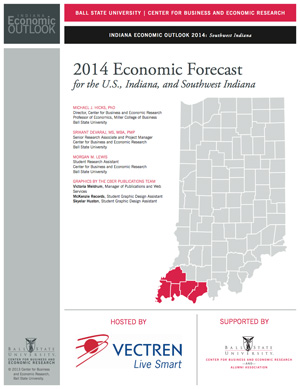 INDIANA
Economic
OUTLOOK
BALL STATE UNIVERSITY | CENTER FOR BUSINESS AND ECONOMIC RESEARCH
INDIANA ECONOMIC OUTLOOK 2014: Southwest Indiana
2014 Economic Forecast
for the U.S., Indiana, and Southwest Indiana
MICHAEL J. HICKS, PhD
Director, Center for Business and Economic Research
Professor of Economics, Miller College of Business
Ball State University
SRIKANT DEVARAJ, MS, MBA, PMP
Senior Research Associate and Project Manager
Center for Business and Economic Research
Ball State University
MORGAN M. LEWIS
Student Research Assistant
Center for Business and Economic Research
Ball State University
GRAPHICS BY THE CBER PUBLICATIONS TEAM
Victoria Meldrum, Manager of Publications and Web
Services
McKenzie Records, Student Graphic Design Assistant
Skyelar Huston, Student Graphic Design Assistant
HOSTED BY
VECTREN
Live Smart
SUPPORTED BY
BALL STATE
UNIVERSITY
CENTER FOR BUSINESS AND ECONOMIC RESEARCH
—AND—
ALUMNI ASSOCIATION
BALL STATE
UNIVERSITY
CENTER FOR BUSINESS AND
ECONOMIC RESEARCH
© 2013 Center for Business
and Economic Research,
Ball State University